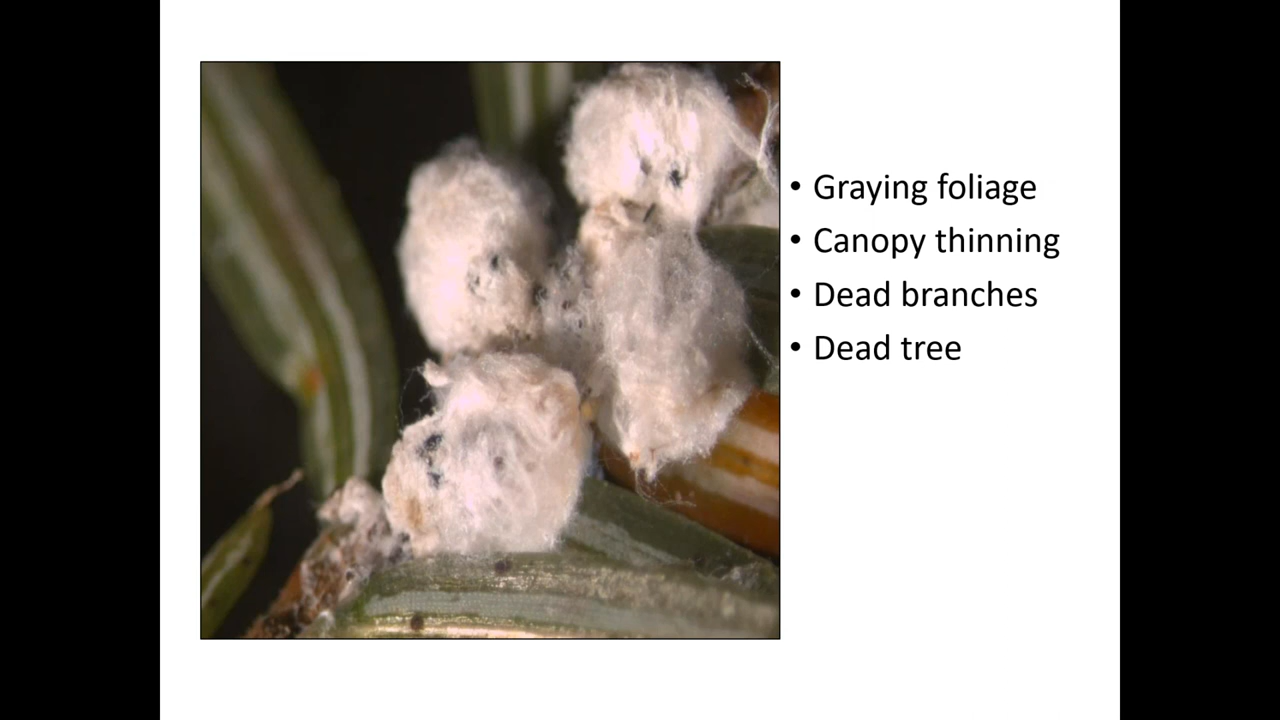 • Graying foliage
• Canopy thinning
• Dead branches
• Dead tree